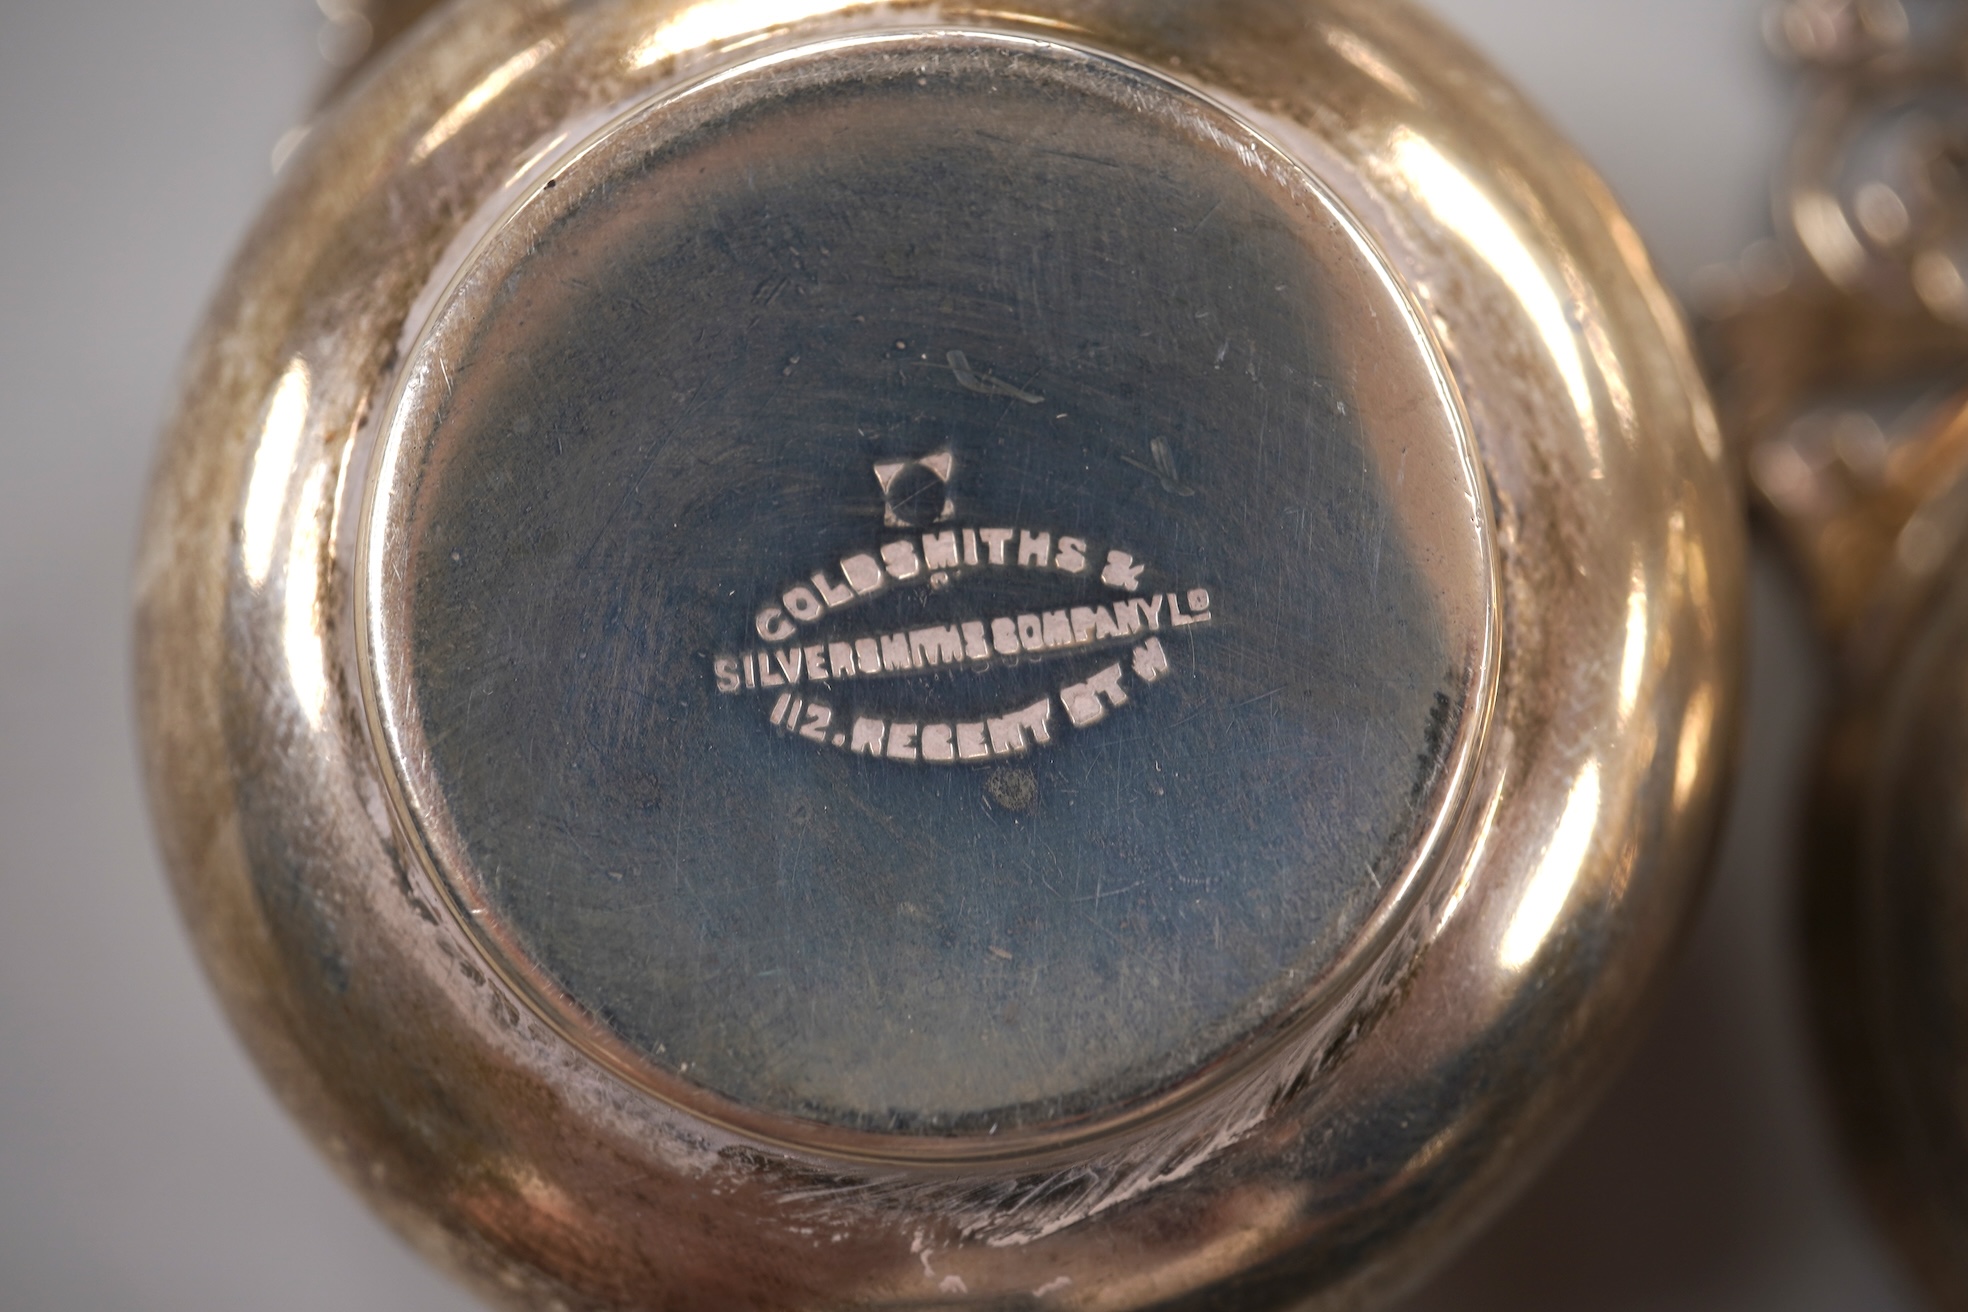 GOLDSMITHS &
SILVERSMITHS COMPANY LD
112. REGENT ST W